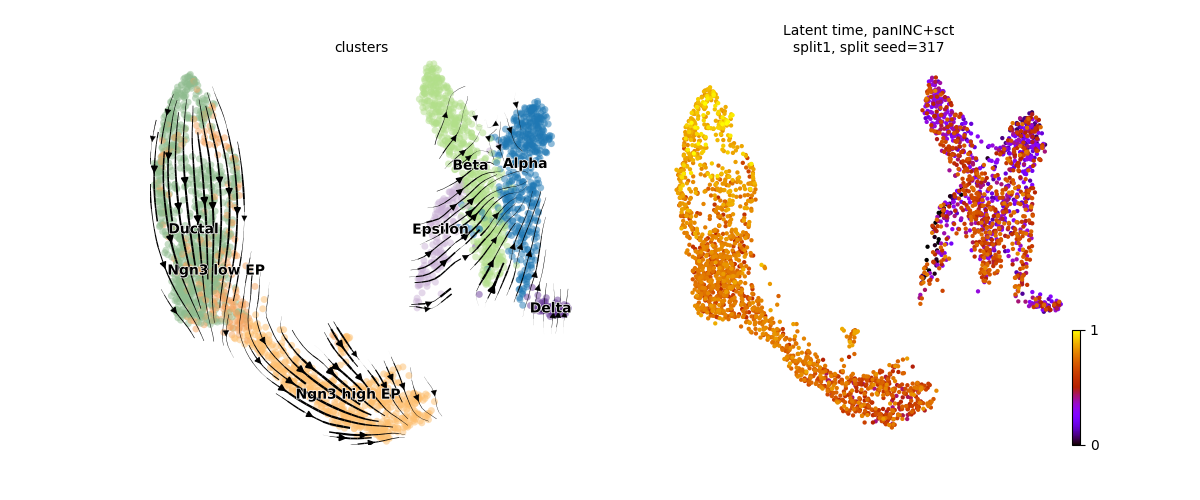 clusters
Ductal
Ngn3 low EP
Ngn3 high EP
Beta
Alpha
Epsilon
Delta
Latent time, panINC+sct
split1, split seed=317
1
0